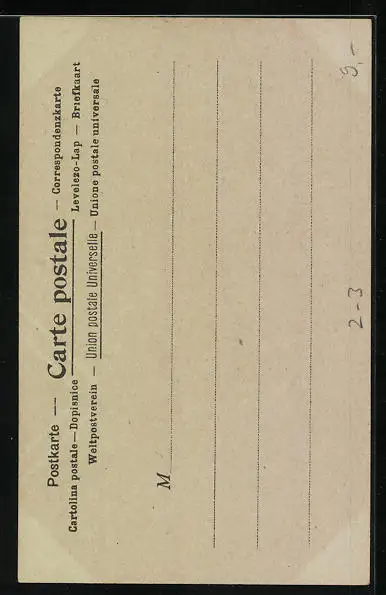 Postkarte — Carte postale — Correspondenzkarte
Cartolina postale — Dopisnice Levelezo-Lap — Briefkaart
Weltpostverein — Union postale Universelle — Unione postale universale
M
2-3
9,-